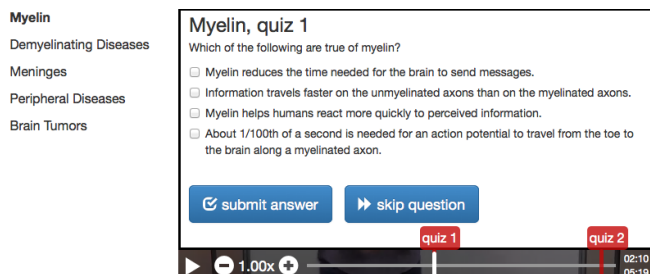 Myelin
Demyelinating Diseases
Meninges
Peripheral Diseases
Brain Tumors
Myelin, quiz 1
Which of the following are true of myelin?
Myelin reduces the time needed for the brain to send messages.
Information travels faster on the unmyelinated axons than on the myelinated axons.
Myelin helps humans react more quickly to perceived information.
About 1/100th of a second is needed for an action potential to travel from the toe to
the brain along a myelinated axon.
submit answer
skip question
quiz 1
quiz 2
1.00x
02:10
05:19